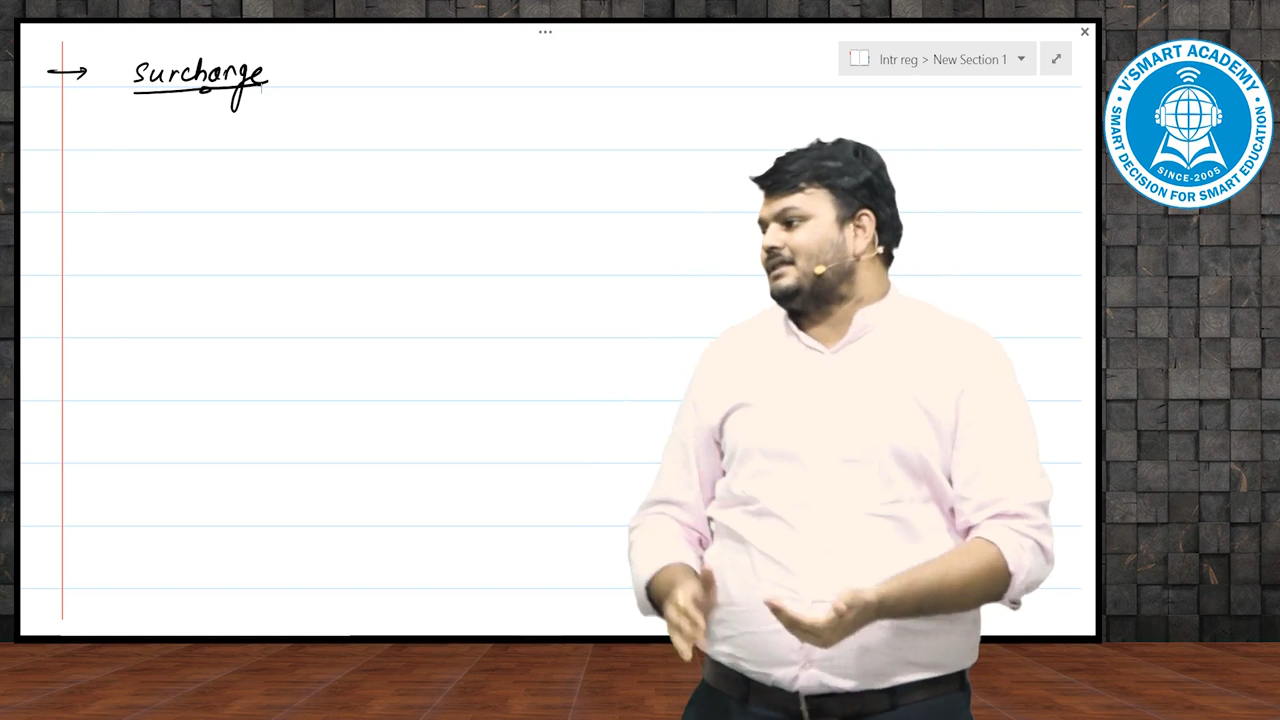 → Surcharge
Intr reg > New Section 1
V'SMART ACADEMY
SINCE-2005
• SMART DECISION FOR SMART EDUCATION •